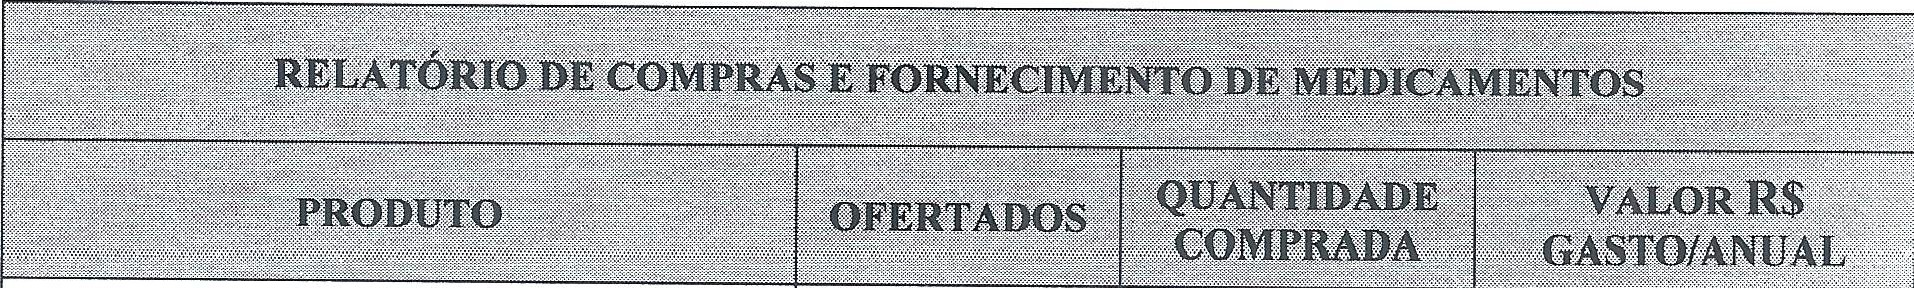 RELATÓRIO DE COMPRAS E FORNECIMENTO DE MEDICAMENTOS
PRODUTO
OFERTADOS
QUANTIDADE
COMPRADA
VALOR R$
GASTO/ANUAL